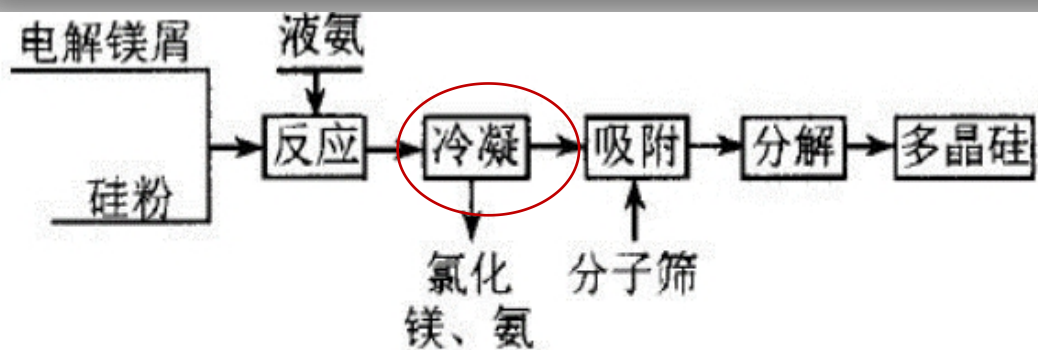 电解镁屑
液氨
硅粉
反应
冷凝
吸附
分解
多晶硅
氯化
镁、氨
分子筛